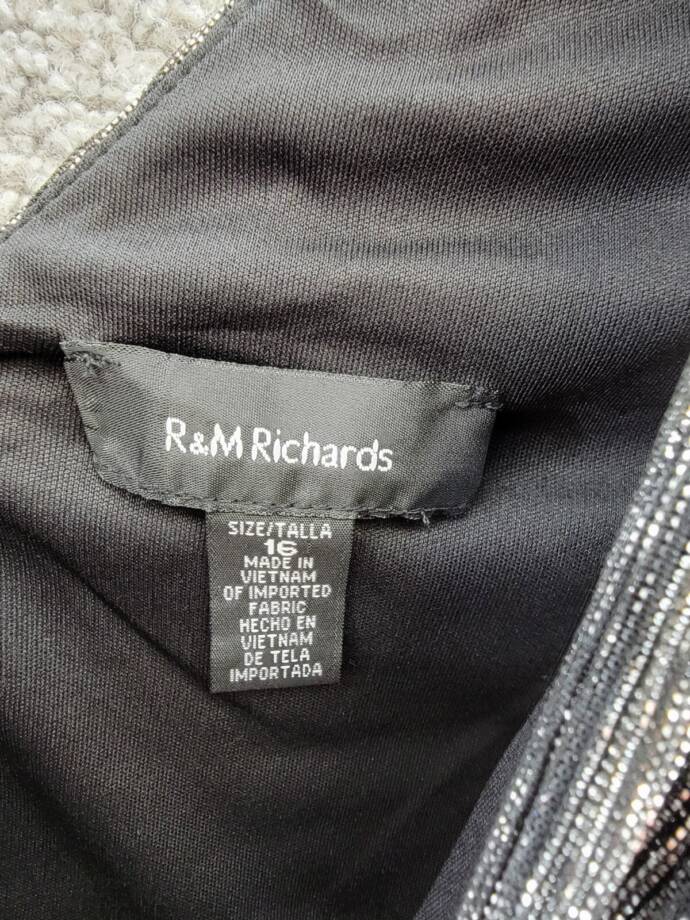 R&M Richards
SIZE/TALLA
16
MADE IN
VIETNAM
OF IMPORTED
FABRIC
HECHO EN
VIETNAM
DE TELA
IMPORTADA